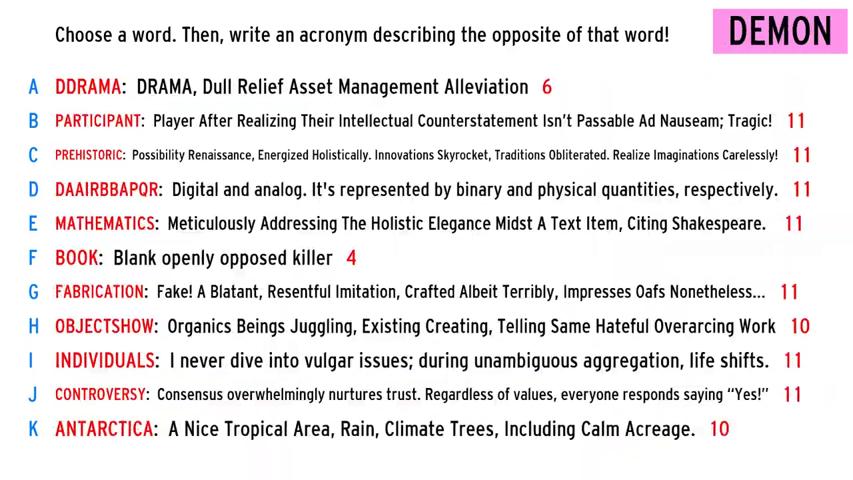 Choose a word. Then, write an acronym describing the opposite of that word!
DEMON
A DDRAMA: DRAMA, Dull Relief Asset Management Alleviation 6
B PARTICIPANT: Player After Realizing Their Intellectual Counterstatement Isn't Passable Ad Nauseam; Tragic! 11
C PREHISTORIC: Possibility Renaissance, Energized Holistically. Innovations Skyrocket, Traditions Obliterated. Realize Imaginations Carelessly! 11
D DAAIRBBAPQR: Digital and analog. It's represented by binary and physical quantities, respectively. 11
E MATHEMATICS: Meticulously Addressing The Holistic Elegance Midst A Text Item, Citing Shakespeare. 11
F BOOK: Blank openly opposed killer 4
G FABRICATION: Fake! A Blatant, Resentful Imitation, Crafted Albeit Terribly, Impresses Oafs Nonetheless... 11
H OBJECTSHOW: Organics Beings Juggling, Existing Creating, Telling Same Hateful Overarcing Work 10
I INDIVIDUALS: I never dive into vulgar issues; during unambiguous aggregation, life shifts. 11
J CONTROVERSY: Consensus overwhelmingly nurtures trust. Regardless of values, everyone responds saying “Yes!” 11
K ANTARCTICA: A Nice Tropical Area, Rain, Climate Trees, Including Calm Acreage. 10